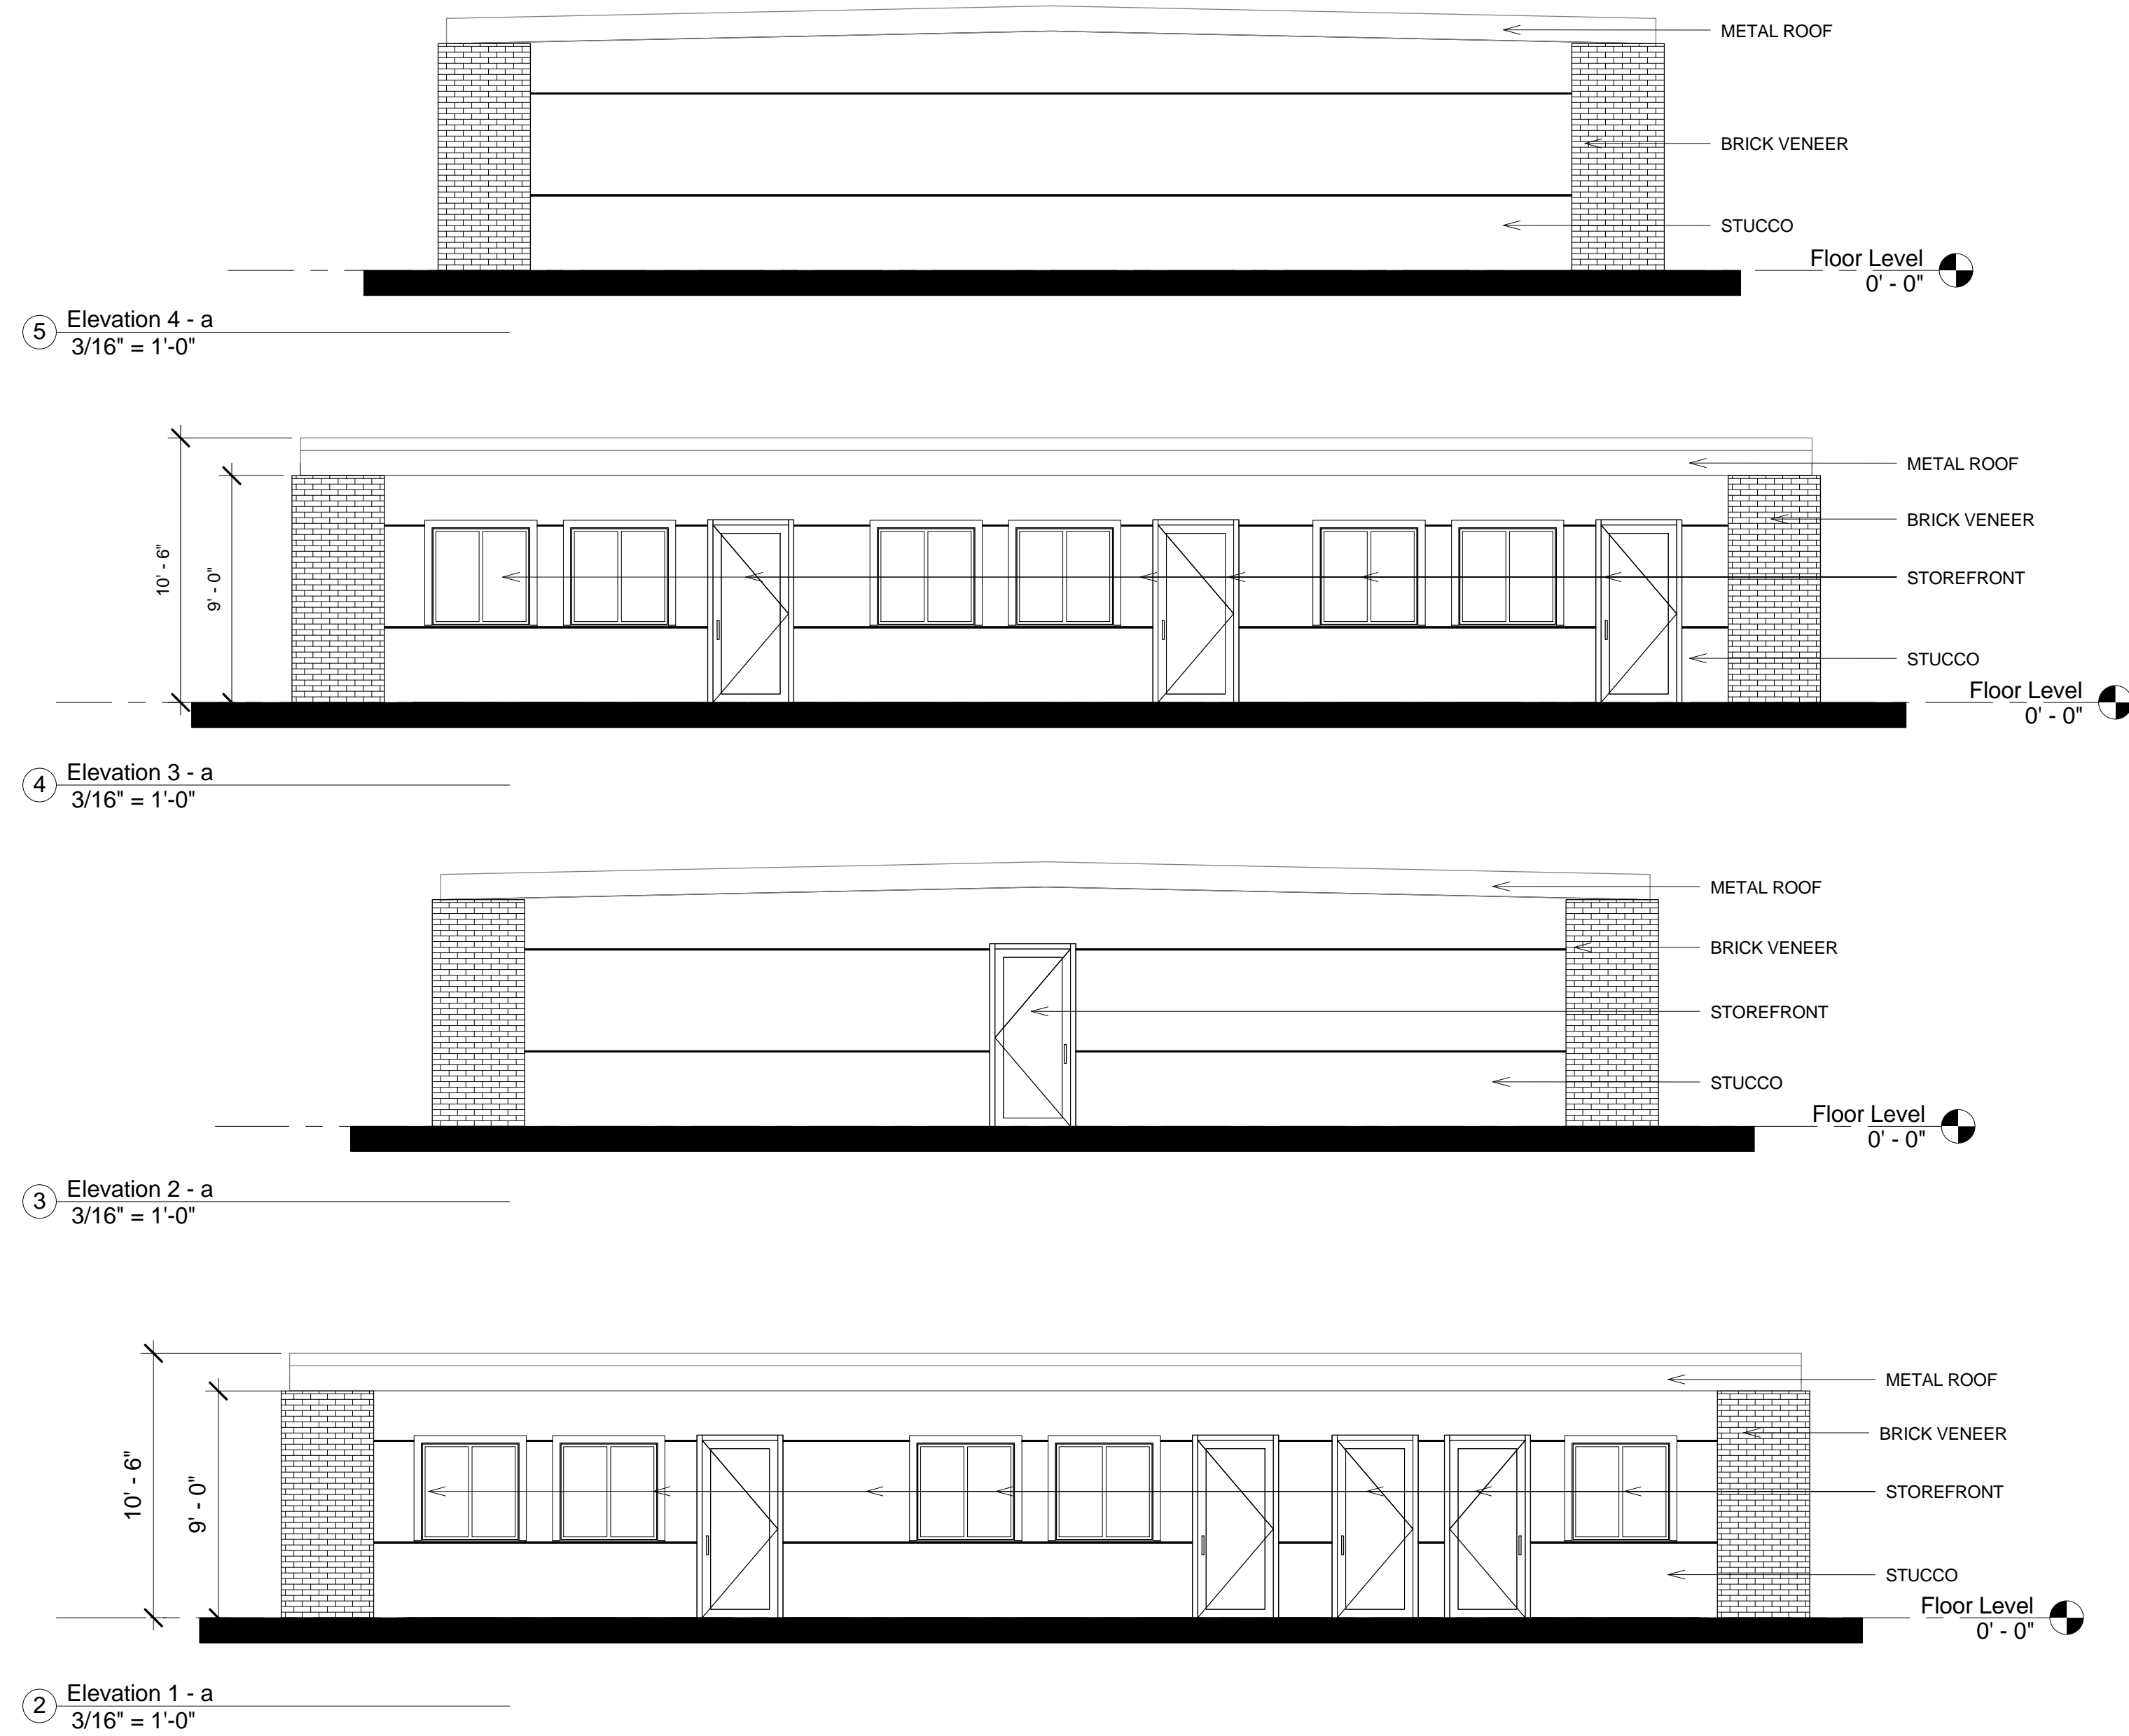 METAL ROOF
BRICK VENEER
STUCCO
Floor Level
0' - 0"
5
Elevation 4 - a
3/16" = 1'-0"
10' - 6"
9' - 0"
METAL ROOF
BRICK VENEER
STOREFRONT
STUCCO
Floor Level
0' - 0"
4
Elevation 3 - a
3/16" = 1'-0"
METAL ROOF
BRICK VENEER
STOREFRONT
STUCCO
Floor Level
0' - 0"
3
Elevation 2 - a
3/16" = 1'-0"
10' - 6"
9' - 0"
METAL ROOF
BRICK VENEER
STOREFRONT
STUCCO
Floor Level
0' - 0"
2
Elevation 1 - a
3/16" = 1'-0"